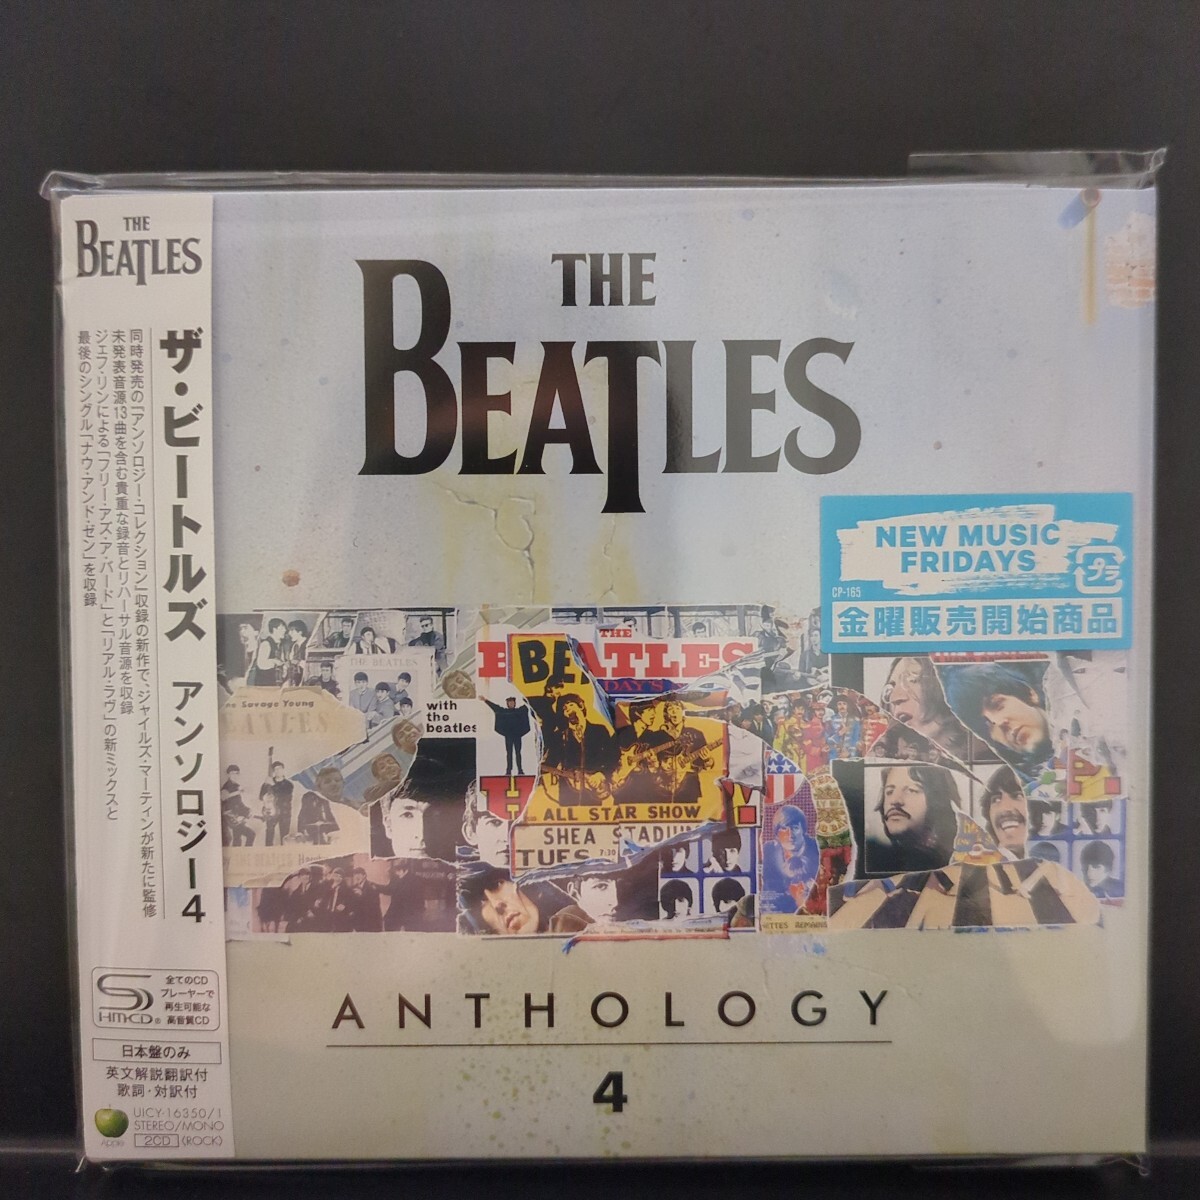 THE
BEATLES
ザ・ビートルズ アンソロジー4
同時発売の「アンソロジー・コレクション」収録の新作で、ジャイルズ・マーティンが新たに監修
未発表音源13曲を含む貴重な録音とリハーサル音源を収録
ジェフ・リンによる「フリー・アズ・ア・バード」と「リアル・ラヴ」の新ミックスと
最後のシングル「ナウ・アンド・ゼン」を収録
SHM-CD®
全てのCD
プレーヤーで
再生可能な
高音質CD
日本盤のみ
英文解説翻訳付
歌詞・対訳付
Apple
UICY-16350/1
STEREO/MONO
2CD (ROCK)
THE
BEATLES
NEW MUSIC
FRIDAYS
CP-165
プラ
金曜販売開始商品
THE BEATLES
Savage Young
BEATLES
with
the
beatles
THE
BEATLES
ALL STAR SHOW
SHEA STADIUM
TUES. 7:30
ANTHOLOGY
4